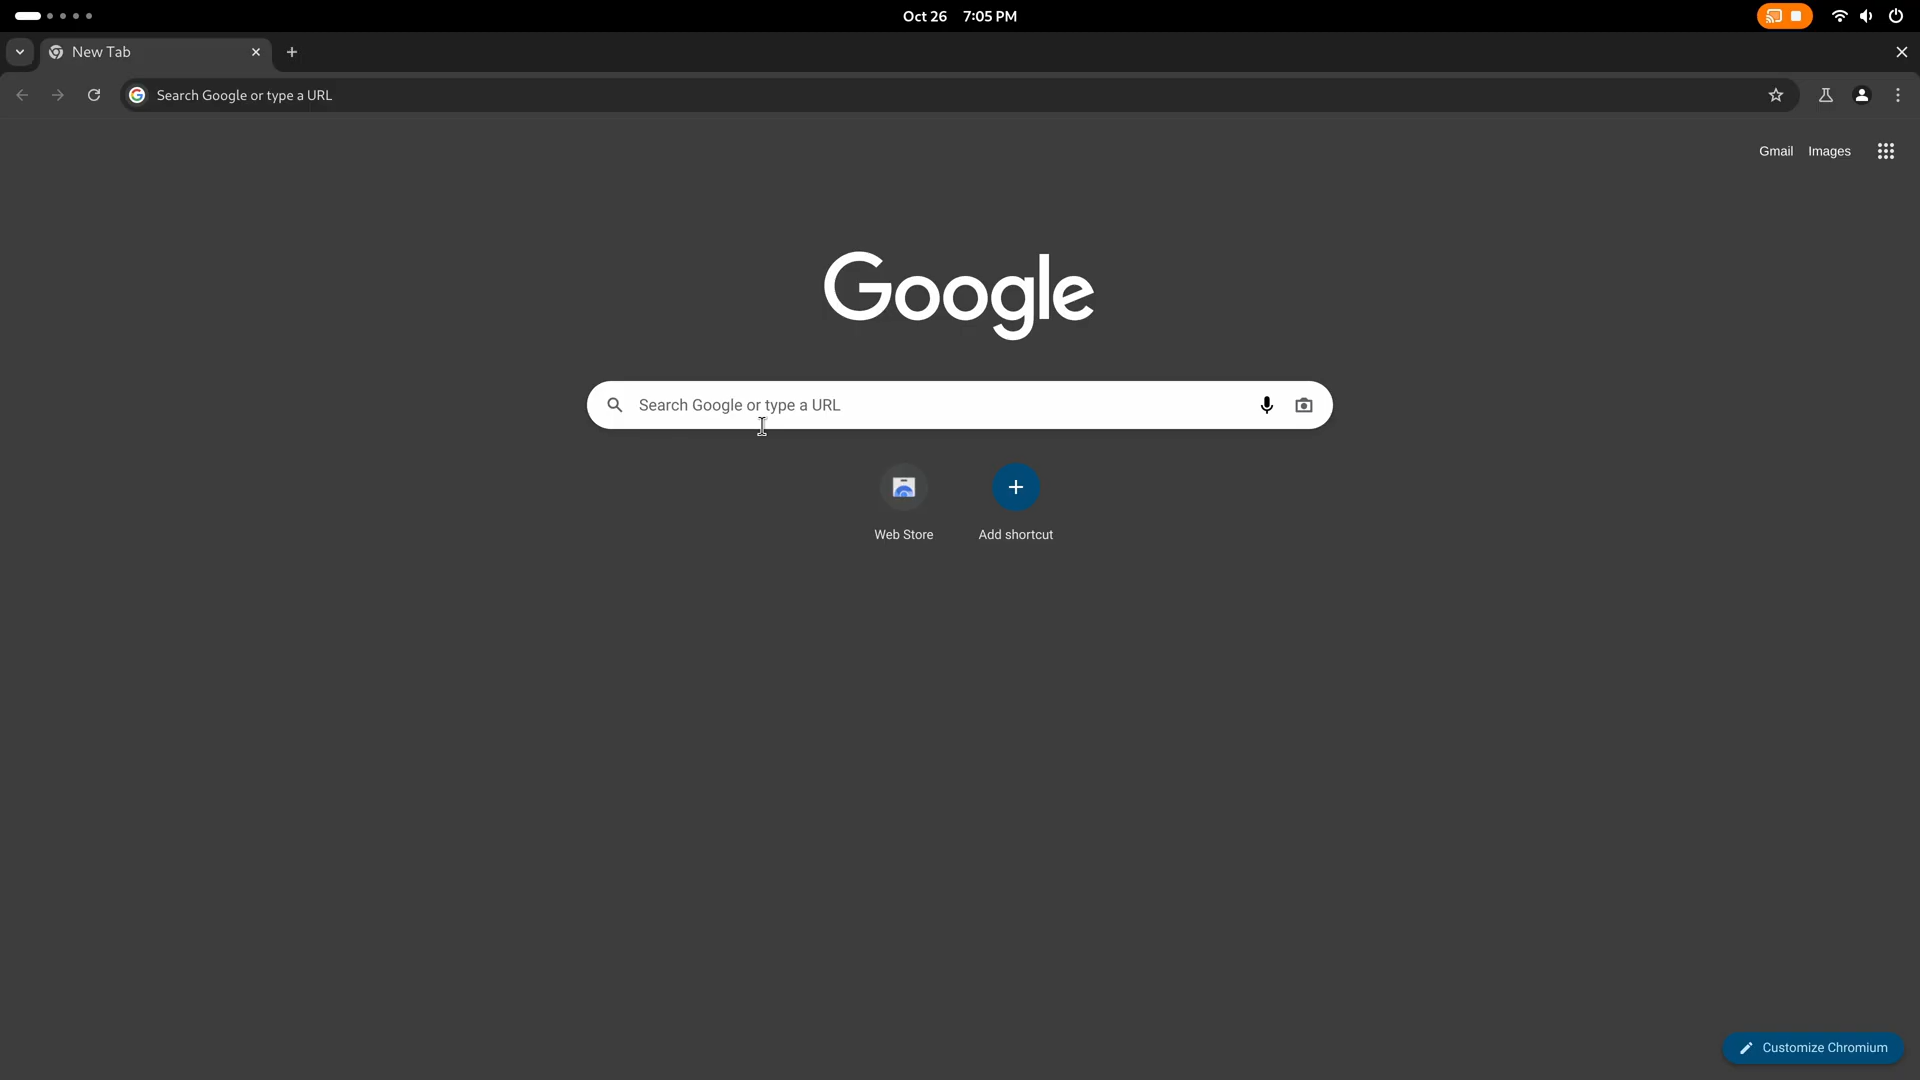 Oct 26 7:05 PM
New Tab
Search Google or type a URL
Gmail Images
Google
Search Google or type a URL
Web Store Add shortcut
Customize Chromium